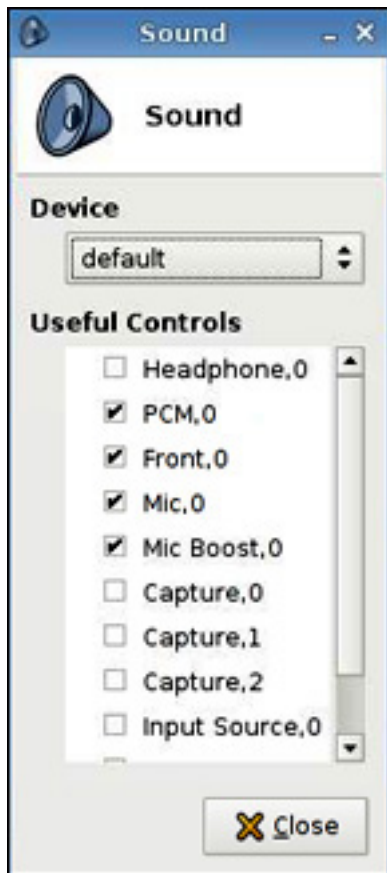 Sound
Sound
Device
default
Useful Controls
Headphone,0
PCM,0
Front,0
Mic,0
Mic Boost,0
Capture,0
Capture,1
Capture,2
Input Source,0
Close